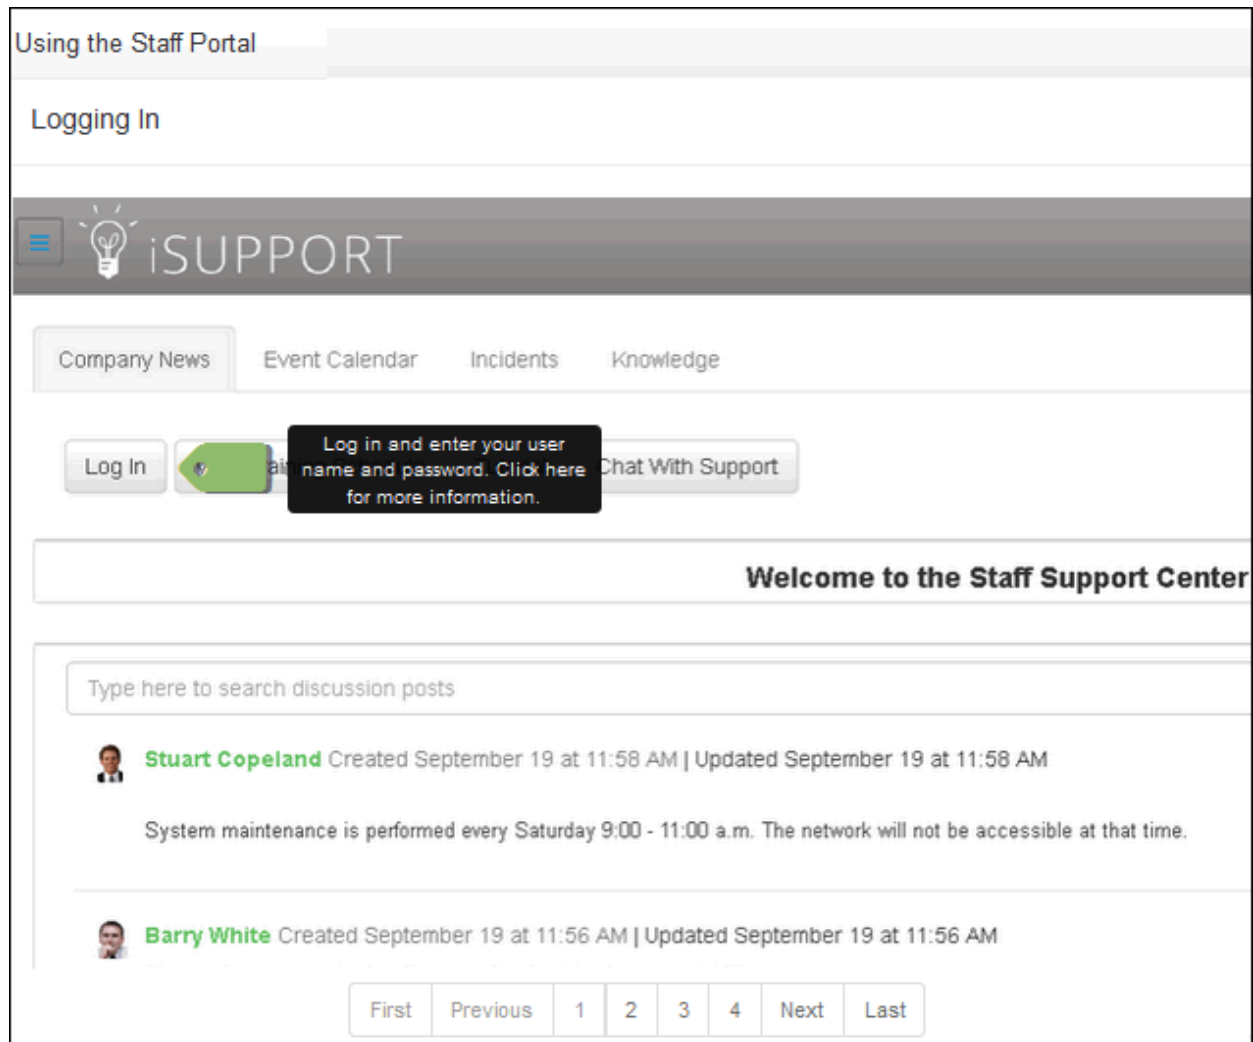 Using the Staff Portal
Logging In
iSUPPORT
Company News Event Calendar Incidents Knowledge
Log In
Log in and enter your user
name and password. Click here
for more information.
Chat With Support
Welcome to the Staff Support Center
Type here to search discussion posts
Stuart Copeland Created September 19 at 11:58 AM | Updated September 19 at 11:58 AM
System maintenance is performed every Saturday 9:00 - 11:00 a.m. The network will not be accessible at that time.
Barry White Created September 19 at 11:56 AM | Updated September 19 at 11:56 AM
First Previous 1 2 3 4 Next Last